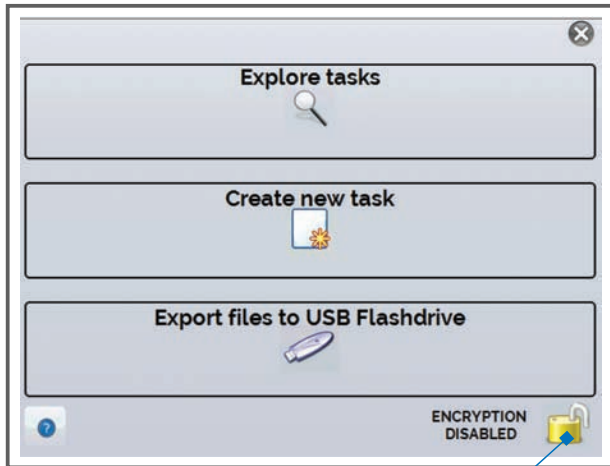 Explore tasks
Create new task
Export files to USB Flashdrive
?
ENCRYPTION
DISABLED